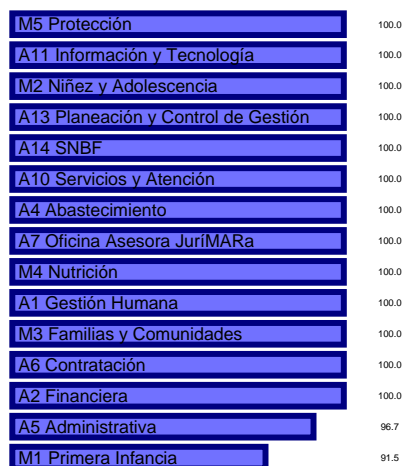 M5 Protección 100.0
A11 Información y Tecnología 100.0
M2 Niñez y Adolescencia 100.0
A13 Planeación y Control de Gestión 100.0
A14 SNBF 100.0
A10 Servicios y Atención 100.0
A4 Abastecimiento 100.0
A7 Oficina Asesora JuríMARa 100.0
M4 Nutrición 100.0
A1 Gestión Humana 100.0
M3 Familias y Comunidades 100.0
A6 Contratación 100.0
A2 Financiera 100.0
A5 Administrativa 96.7
M1 Primera Infancia 91.5